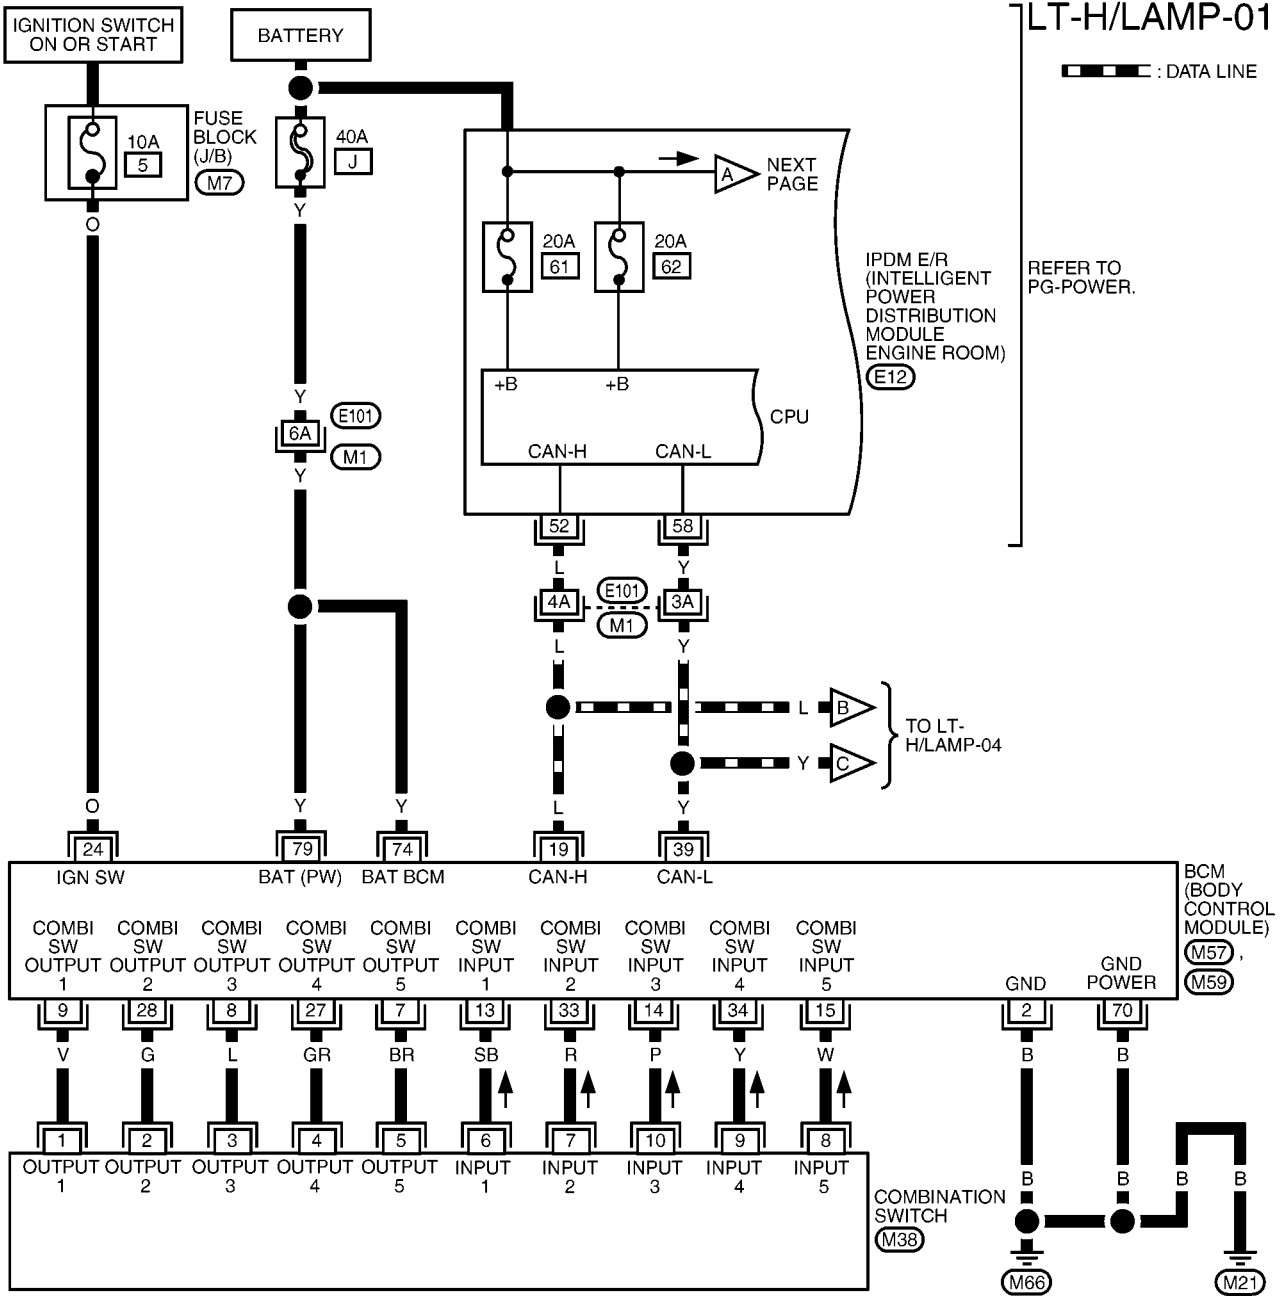 LT-H/LAMP-01
: DATA LINE
IGNITION SWITCH
ON OR START
BATTERY
FUSE
BLOCK
(J/B)
M7
10A
5
40A
J
A
NEXT
PAGE
20A
61
20A
62
IPDM E/R
(INTELLIGENT
POWER
DISTRIBUTION
MODULE
ENGINE ROOM)
E12
REFER TO
PG-POWER.
O
Y
+B
+B
CPU
CAN-H
CAN-L
Y
6A
E101
M1
Y
52
58
L
Y
4A
E101
M1
3A
L
Y
L
B
Y
C
TO LT-
H/LAMP-04
O
Y
Y
L
Y
24
79
74
19
39
IGN SW
BAT (PW)
BAT BCM
CAN-H
CAN-L
BCM
(BODY
CONTROL
MODULE)
M57 ,
M59
COMBI
SW
OUTPUT
1
COMBI
SW
OUTPUT
2
COMBI
SW
OUTPUT
3
COMBI
SW
OUTPUT
4
COMBI
SW
OUTPUT
5
COMBI
SW
INPUT
1
COMBI
SW
INPUT
2
COMBI
SW
INPUT
3
COMBI
SW
INPUT
4
COMBI
SW
INPUT
5
GND
GND
POWER
9
28
8
27
7
13
33
14
34
15
2
70
V
G
L
GR
BR
SB
R
P
Y
W
B
B
1
2
3
4
5
6
7
10
9
8
OUTPUT
1
OUTPUT
2
OUTPUT
3
OUTPUT
4
OUTPUT
5
INPUT
1
INPUT
2
INPUT
3
INPUT
4
INPUT
5
COMBINATION
SWITCH
M38
B
B
B
B
M66
M21